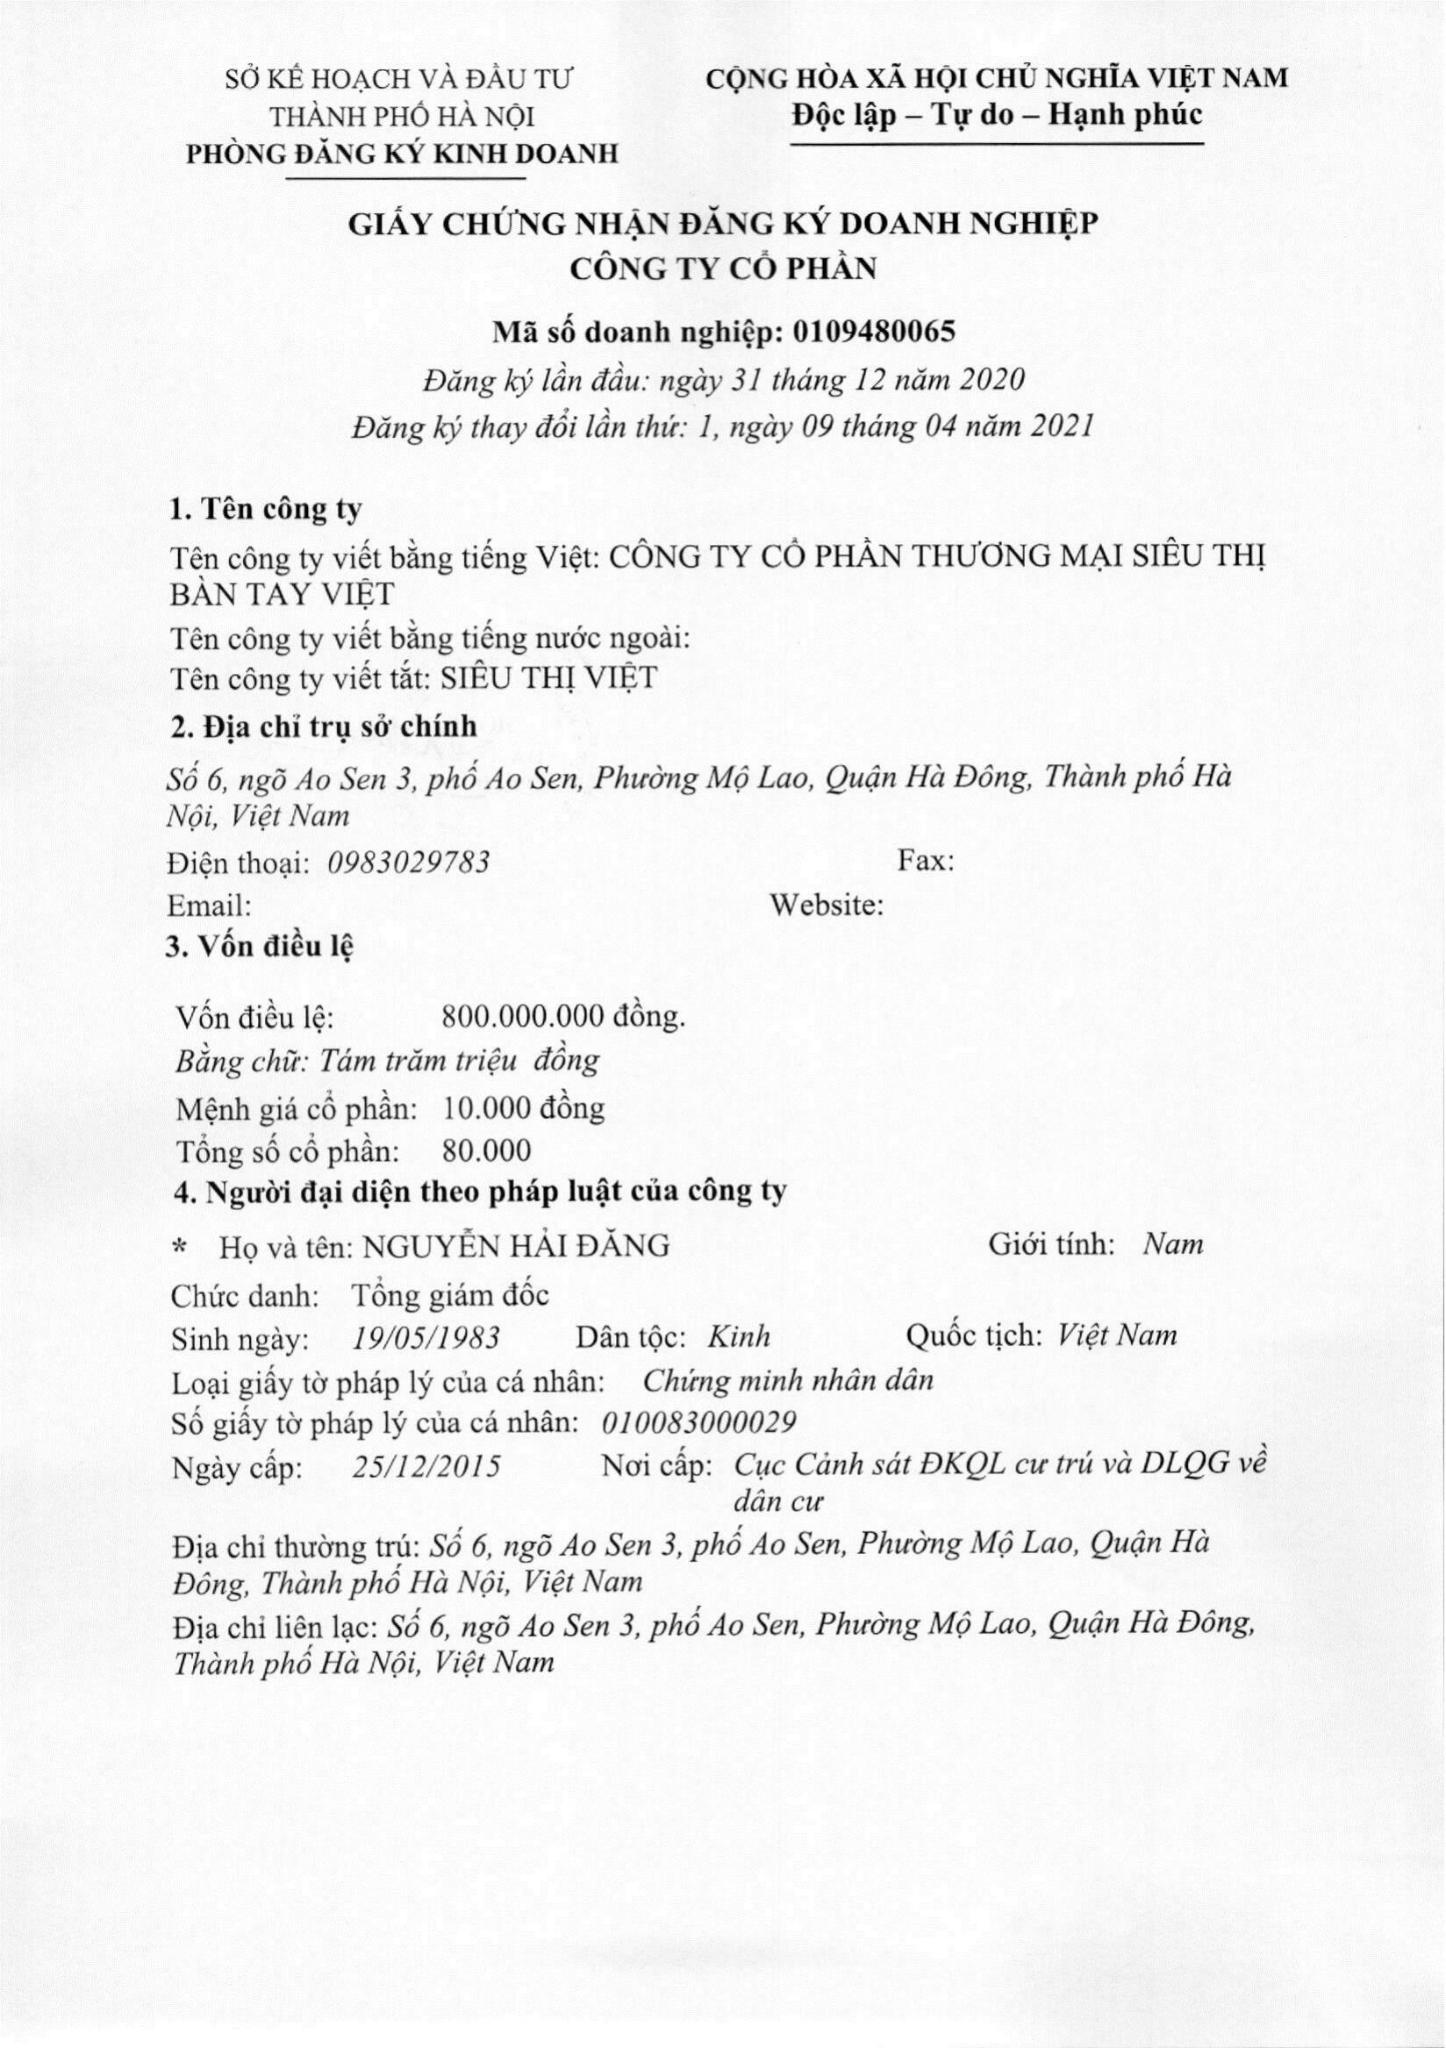 SỞ KẾ HOẠCH VÀ ĐẦU TƯ
THÀNH PHỐ HÀ NỘI
PHÒNG ĐĂNG KÝ KINH DOANH
CỘNG HÒA XÃ HỘI CHỦ NGHĨA VIỆT NAM
Độc lập – Tự do – Hạnh phúc
GIẤY CHỨNG NHẬN ĐĂNG KÝ DOANH NGHIỆP
CÔNG TY CỔ PHẦN
Mã số doanh nghiệp: 0109480065
Đăng ký lần đầu: ngày 31 tháng 12 năm 2020
Đăng ký thay đổi lần thứ: 1, ngày 09 tháng 04 năm 2021
1. Tên công ty
Tên công ty viết bằng tiếng Việt: CÔNG TY CỔ PHẦN THƯƠNG MẠI SIÊU THỊ
BÀN TAY VIỆT
Tên công ty viết bằng tiếng nước ngoài:
Tên công ty viết tắt: SIÊU THỊ VIỆT
2. Địa chỉ trụ sở chính
Số 6, ngõ Ao Sen 3, phố Ao Sen, Phường Mộ Lao, Quận Hà Đông, Thành phố Hà
Nội, Việt Nam
Điện thoại: 0983029783 Fax:
Email: Website:
3. Vốn điều lệ
Vốn điều lệ: 800.000.000 đồng.
Bằng chữ: Tám trăm triệu đồng
Mệnh giá cổ phần: 10.000 đồng
Tổng số cổ phần: 80.000
4. Người đại diện theo pháp luật của công ty
* Họ và tên: NGUYỄN HẢI ĐĂNG Giới tính: Nam
Chức danh: Tổng giám đốc
Sinh ngày: 19/05/1983 Dân tộc: Kinh Quốc tịch: Việt Nam
Loại giấy tờ pháp lý của cá nhân: Chứng minh nhân dân
Số giấy tờ pháp lý của cá nhân: 010083000029
Ngày cấp: 25/12/2015 Nơi cấp: Cục Cảnh sát ĐKQL cư trú và DLQG về
dân cư
Địa chỉ thường trú: Số 6, ngõ Ao Sen 3, phố Ao Sen, Phường Mộ Lao, Quận Hà
Đông, Thành phố Hà Nội, Việt Nam
Địa chỉ liên lạc: Số 6, ngõ Ao Sen 3, phố Ao Sen, Phường Mộ Lao, Quận Hà Đông,
Thành phố Hà Nội, Việt Nam